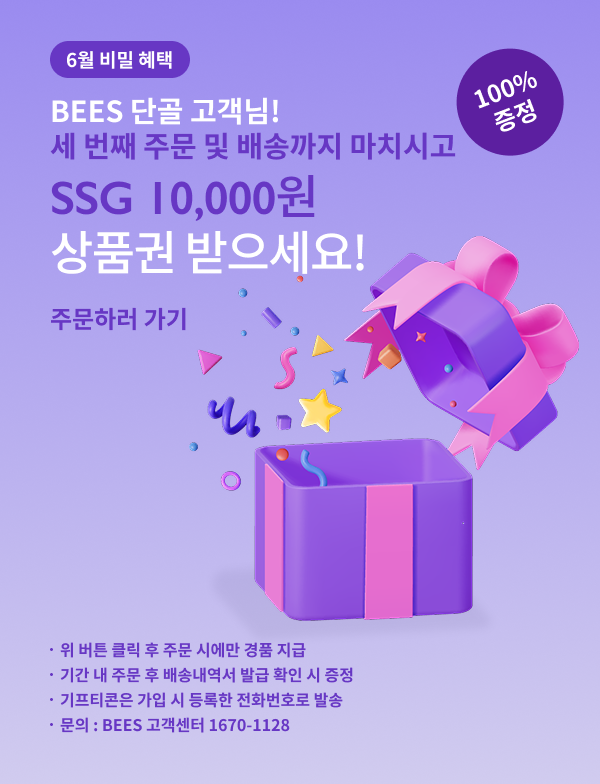 6월 비밀 혜택
100%
증정
BEES 단골 고객님!
세 번째 주문 및 배송까지 마치시고
SSG 10,000원
상품권 받으세요!
주문하러 가기
· 위 버튼 클릭 후 주문 시에만 경품 지급
· 기간 내 주문 후 배송내역서 발급 확인 시 증정
· 기프티콘은 가입 시 등록한 전화번호로 발송
· 문의 : BEES 고객센터 1670-1128